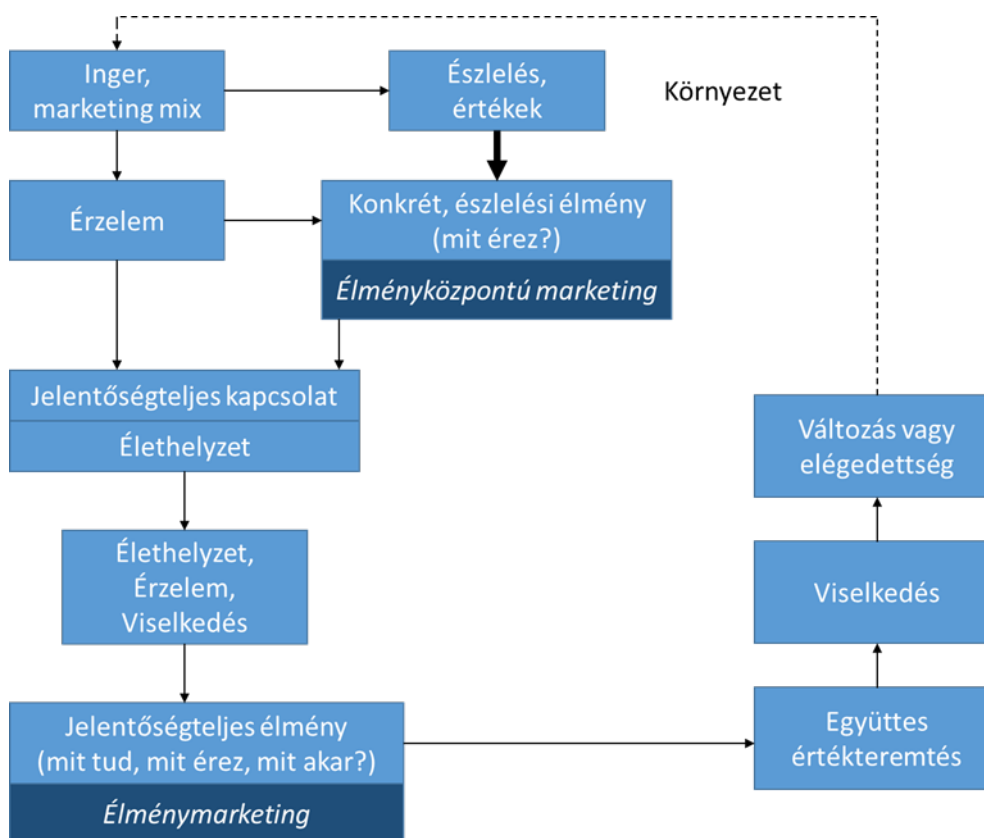 Inger,
marketing mix
Észlelés,
értékek
Környezet
Érzelem
Konkrét, észlelési élmény
(mit érez?)
Élményközpontú marketing
Jelentőségteljes kapcsolat
Élethelyzet
Változás vagy
elégedettség
Élethelyzet,
Érzelem,
Viselkedés
Viselkedés
Jelentőségteljes élmény
(mit tud, mit érez, mit akar?)
Élménymarketing
Együttes
értékteremtés